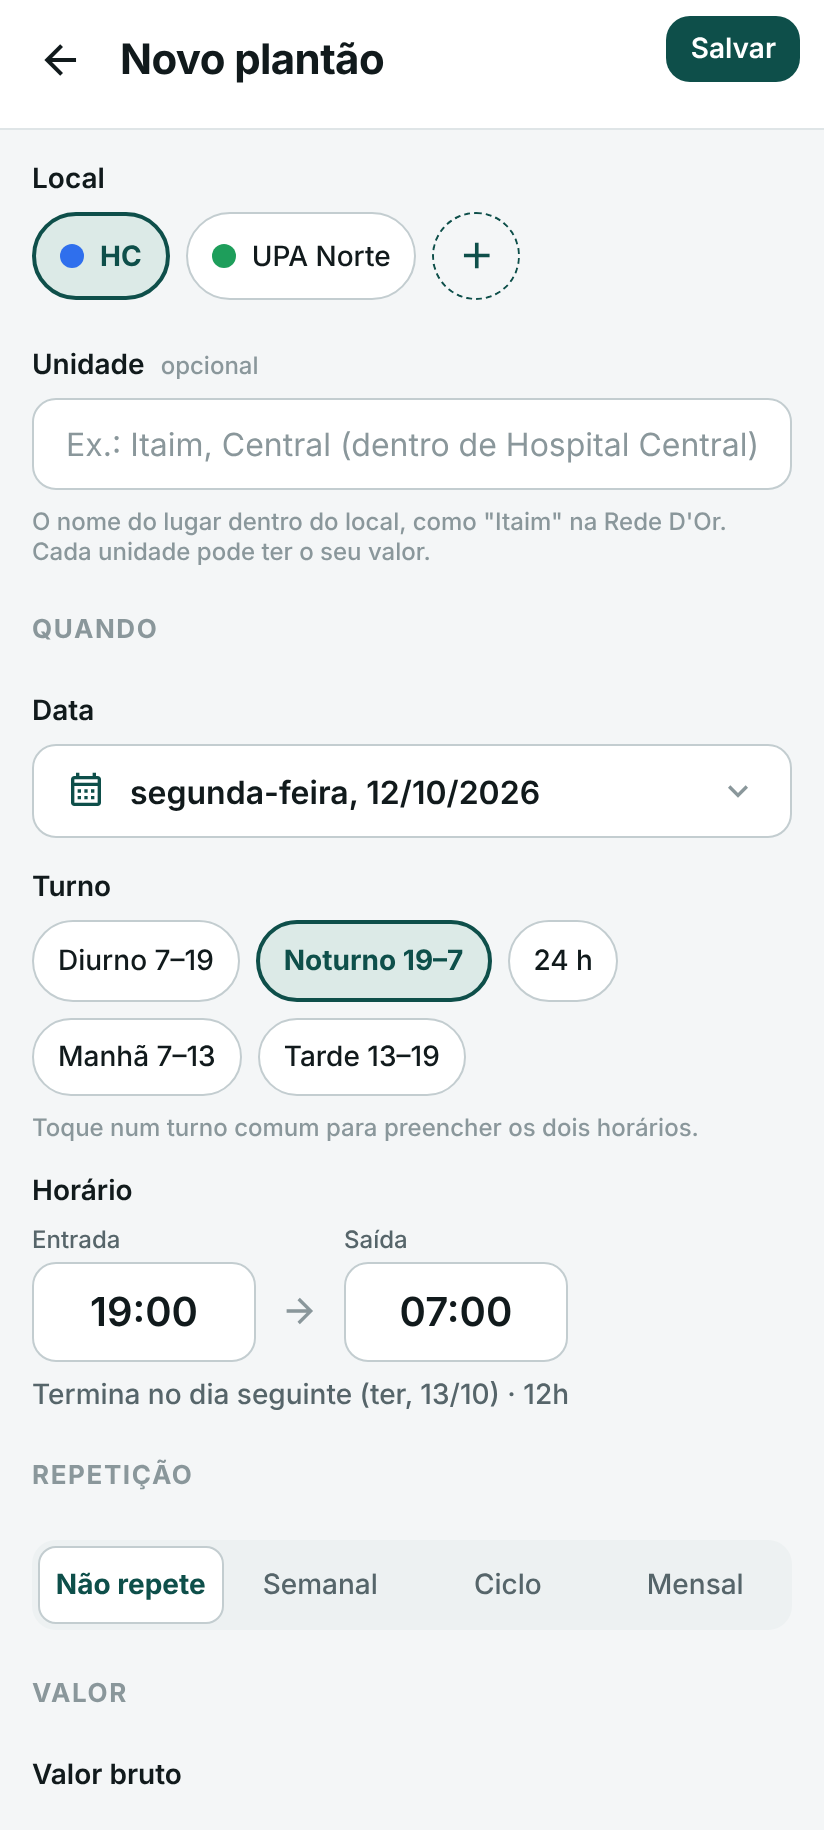 Novo plantão
Salvar
Local
HC
UPA Norte
+
Unidade opcional
Ex.: Itaim, Central (dentro de Hospital Central)
O nome do lugar dentro do local, como "Itaim" na Rede D'Or.
Cada unidade pode ter o seu valor.
QUANDO
Data
segunda-feira, 12/10/2026
Turno
Diurno 7–19
Noturno 19–7
24 h
Manhã 7–13
Tarde 13–19
Toque num turno comum para preencher os dois horários.
Horário
Entrada
Saída
19:00
→
07:00
Termina no dia seguinte (ter, 13/10) · 12h
REPETIÇÃO
Não repete
Semanal
Ciclo
Mensal
VALOR
Valor bruto